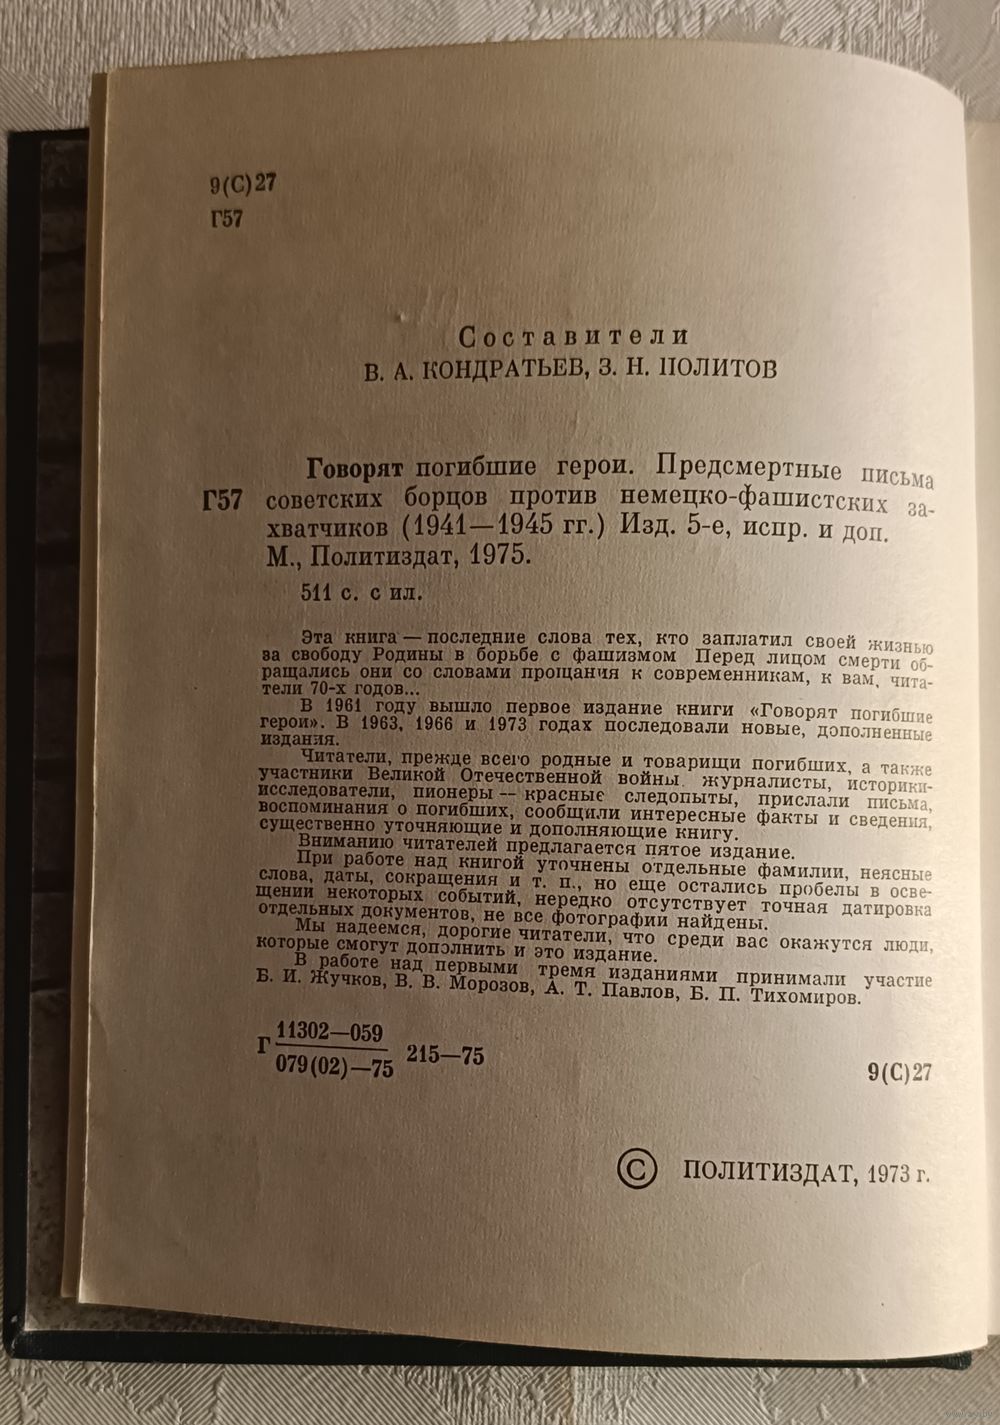 9(С)27
Г57
Составители
В. А. КОНДРАТЬЕВ, З. Н. ПОЛИТОВ
Говорят погибшие герои. Предсмертные письма
Г57 советских борцов против немецко-фашистских за-
хватчиков (1941—1945 гг.) Изд. 5-е, испр. и доп.
М., Политиздат, 1975.
511 с. с ил.
Эта книга — последние слова тех, кто заплатил своей жизнью
за свободу Родины в борьбе с фашизмом Перед лицом смерти об-
ращались они со словами прощания к современникам, к вам, чита-
тели 70-х годов...
В 1961 году вышло первое издание книги «Говорят погибшие
герои». В 1963, 1966 и 1973 годах последовали новые, дополненные
издания.
Читатели, прежде всего родные и товарищи погибших, а также
участники Великой Отечественной войны журналисты, историки-
исследователи, пионеры — красные следопыты, прислали письма,
воспоминания о погибших, сообщили интересные факты и сведения,
существенно уточняющие и дополняющие книгу.
Вниманию читателей предлагается пятое издание.
При работе над книгой уточнены отдельные фамилии, неясные
слова, даты, сокращения и т. п., но еще остались пробелы в осве-
щении некоторых событий, нередко отсутствует точная датировка
отдельных документов, не все фотографии найдены.
Мы надеемся, дорогие читатели, что среди вас окажутся люди,
которые смогут дополнить и это издание.
В работе над первыми тремя изданиями принимали участие
Б. И. Жучков, В. В. Морозов, А. Т. Павлов, Б. П. Тихомиров.
Г 11302—059
079(02)—75 215—75
9(С)27
© ПОЛИТИЗДАТ, 1973 г.